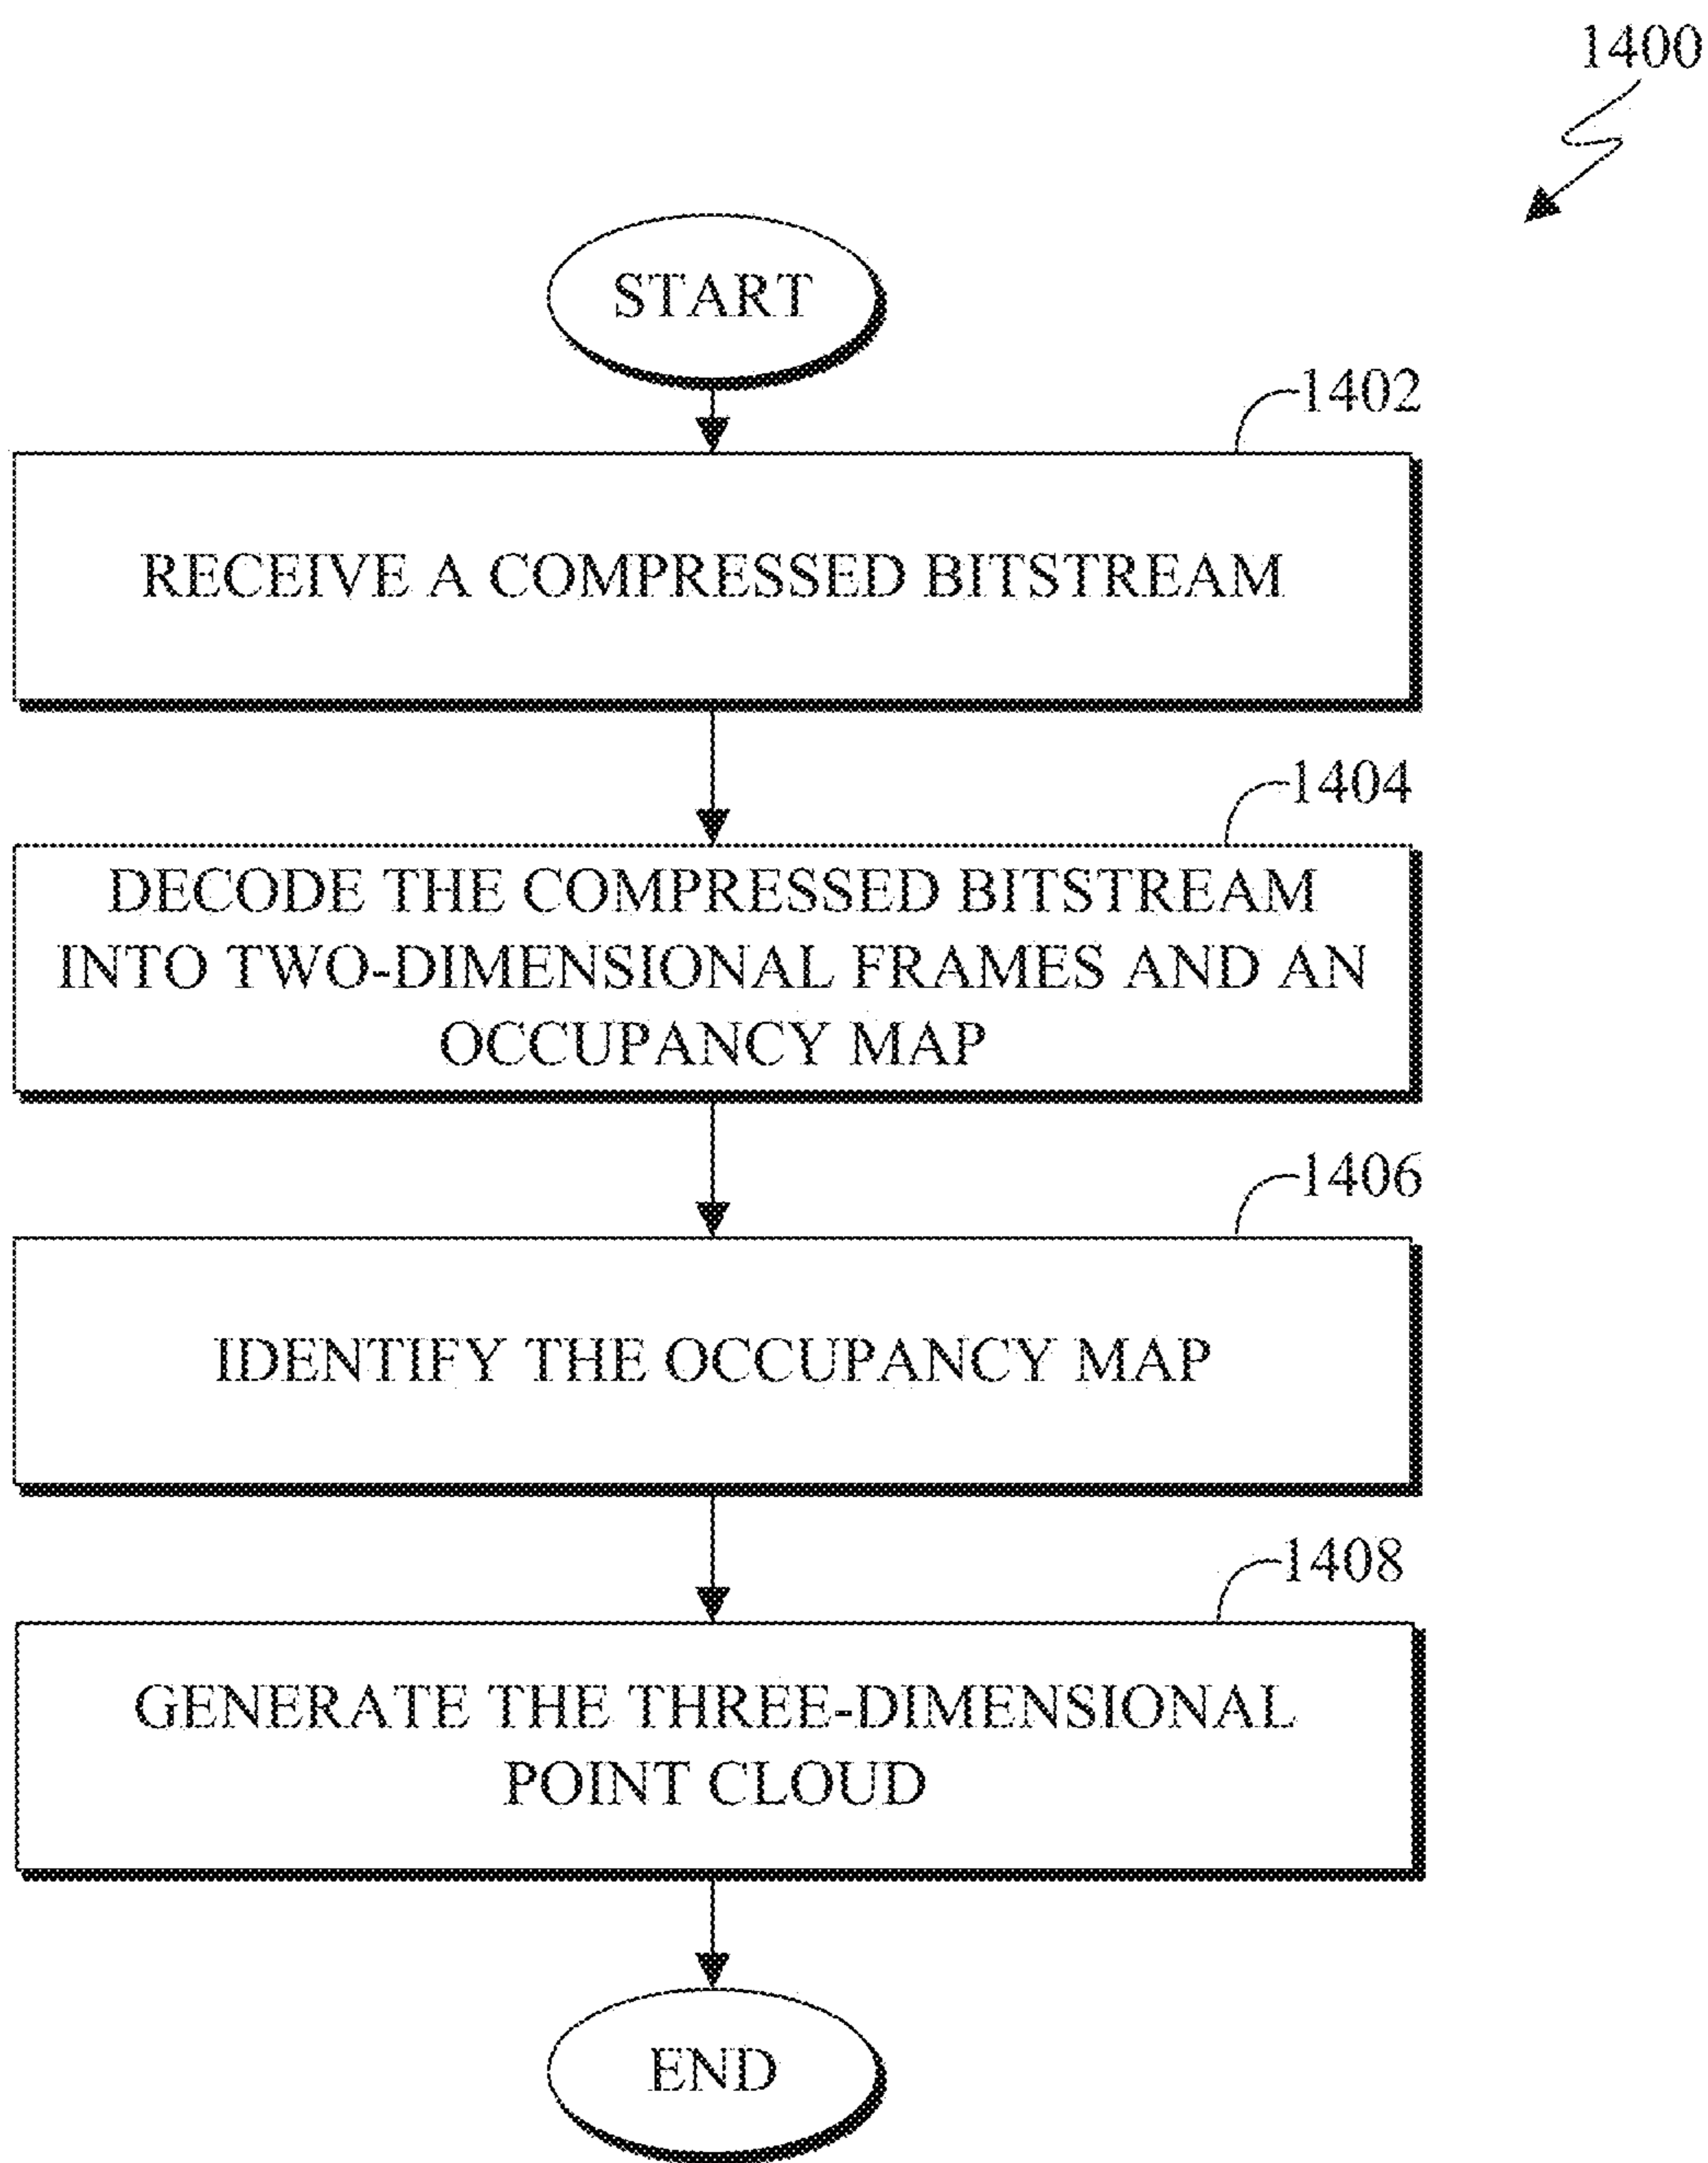 1400
START
1402
RECEIVE A COMPRESSED BITSTREAM
1404
DECODE THE COMPRESSED BITSTREAM
INTO TWO-DIMENSIONAL FRAMES AND AN
OCCUPANCY MAP
1406
IDENTIFY THE OCCUPANCY MAP
1408
GENERATE THE THREE-DIMENSIONAL
POINT CLOUD
END